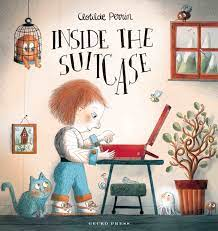 Clotilde Perrin
INSIDE THE
SUITCASE
GECKO PRESS